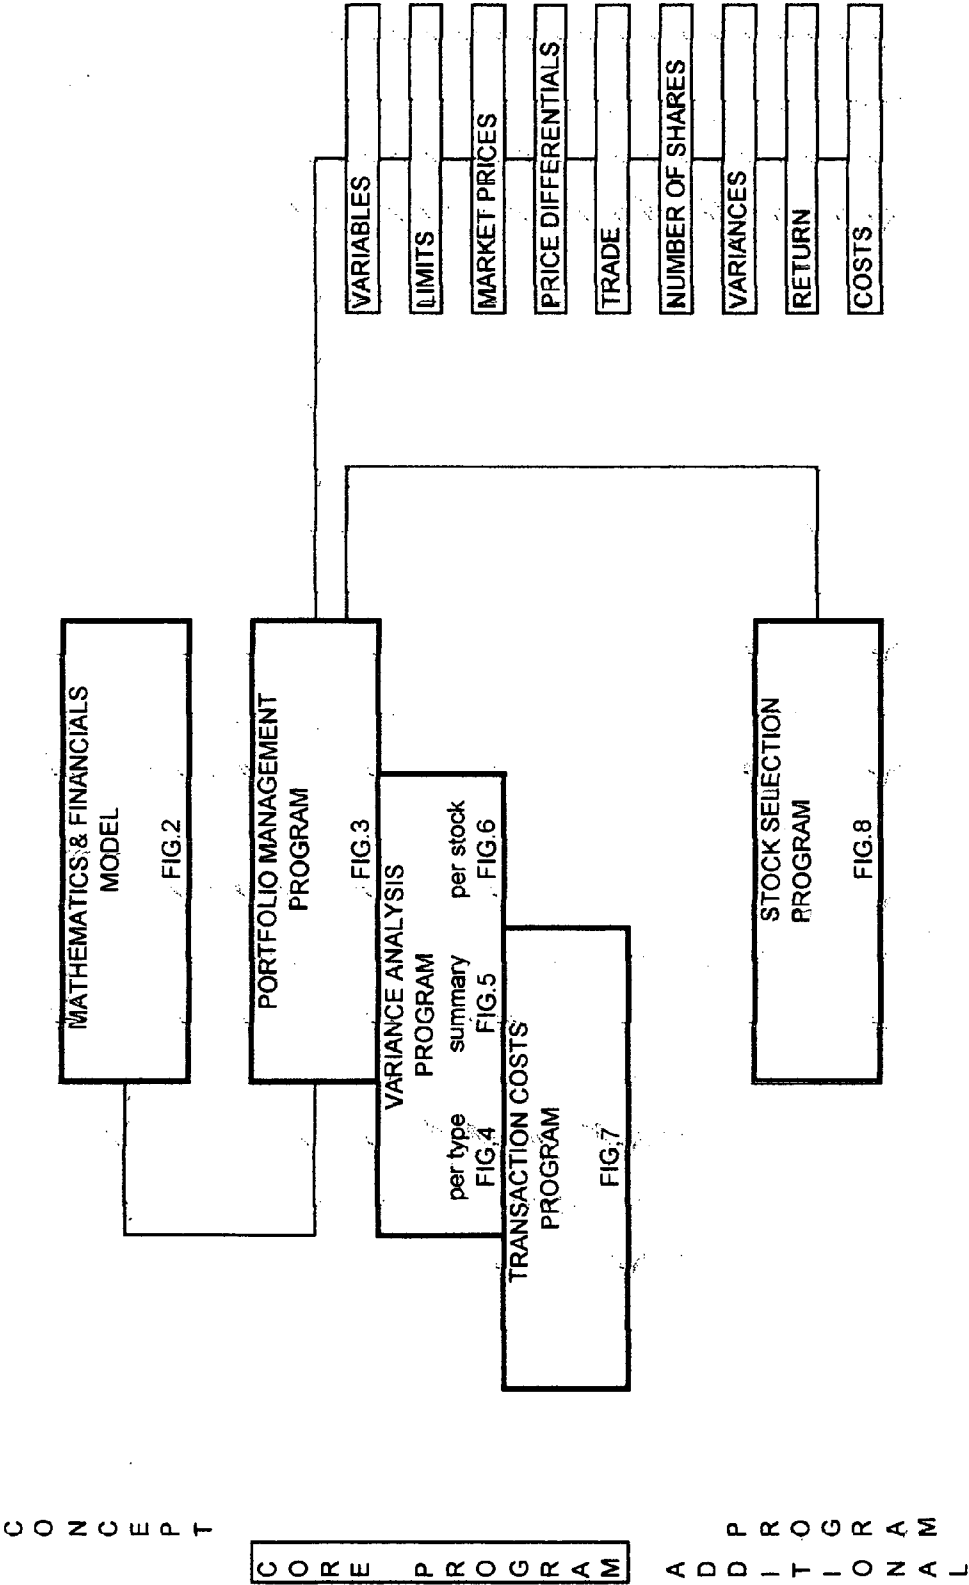 CONCEPT
MATHEMATICS & FINANCIALS
MODEL
FIG.2
CORE PROGRAM
PORTFOLIO MANAGEMENT
PROGRAM
FIG.3
VARIANCE ANALYSIS
PROGRAM
per type summary per stock
FIG.4 FIG.5 FIG.6
TRANSACTION COSTS
PROGRAM
FIG.7
ADDITIONAL
PROGRAM
STOCK SELECTION
PROGRAM
FIG.8
VARIABLES
LIMITS
MARKET PRICES
PRICE DIFFERENTIALS
TRADE
NUMBER OF SHARES
VARIANCES
RETURN
COSTS